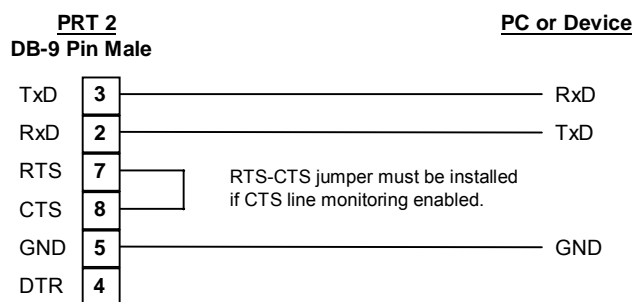 PRT 2 PC or Device
DB-9 Pin Male
TxD 3 RxD
RxD 2 TxD
RTS 7
RTS-CTS jumper must be installed
if CTS line monitoring enabled.
CTS 8
GND 5 GND
DTR 4